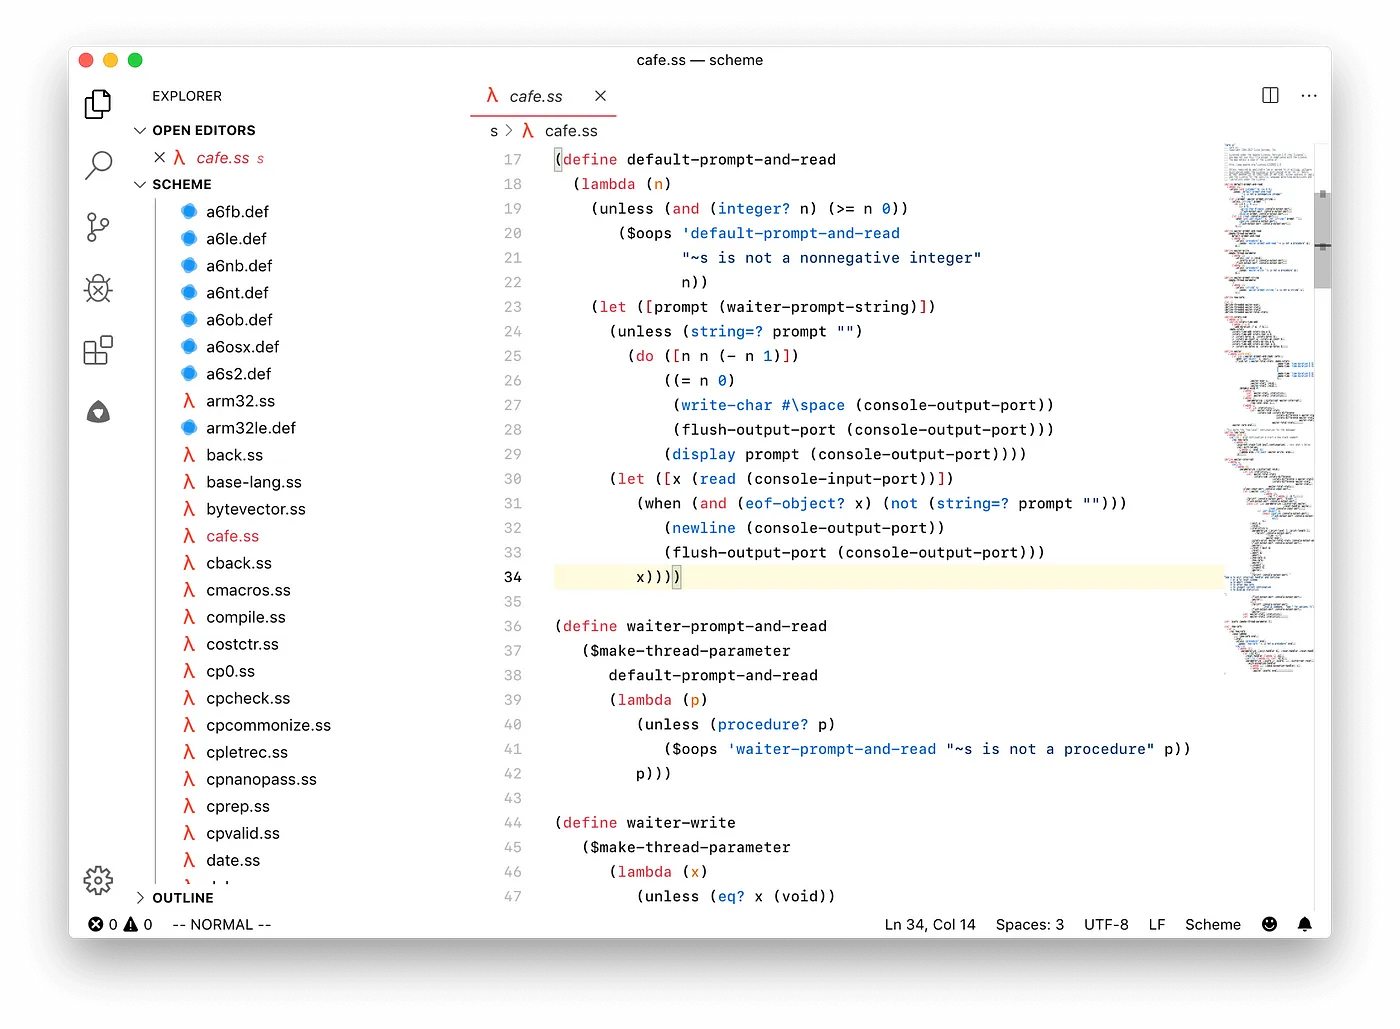 cafe.ss — scheme
EXPLORER
OPEN EDITORS
cafe.ss s
SCHEME
a6fb.def
a6le.def
a6nb.def
a6nt.def
a6ob.def
a6osx.def
a6s2.def
arm32.ss
arm32le.def
back.ss
base-lang.ss
bytevector.ss
cafe.ss
cback.ss
cmacros.ss
compile.ss
costctr.ss
cp0.ss
cpcheck.ss
cpcommonize.ss
cpletrec.ss
cpnanopass.ss
cprep.ss
cpvalid.ss
date.ss
OUTLINE
λ cafe.ss
s > λ cafe.ss
17 (define default-prompt-and-read
18 (lambda (n)
19 (unless (and (integer? n) (>= n 0))
20 ($oops 'default-prompt-and-read
21 "~s is not a nonnegative integer"
22 n))
23 (let ([prompt (waiter-prompt-string)])
24 (unless (string=? prompt "")
25 (do ([n n (- n 1)])
26 ((= n 0)
27 (write-char #\space (console-output-port))
28 (flush-output-port (console-output-port)))
29 (display prompt (console-output-port))))
30 (let ([x (read (console-input-port))])
31 (when (and (eof-object? x) (not (string=? prompt "")))
32 (newline (console-output-port))
33 (flush-output-port (console-output-port)))
34 x))))
35
36 (define waiter-prompt-and-read
37 ($make-thread-parameter
38 default-prompt-and-read
39 (lambda (p)
40 (unless (procedure? p)
41 ($oops 'waiter-prompt-and-read "~s is not a procedure" p))
42 p)))
43
44 (define waiter-write
45 ($make-thread-parameter
46 (lambda (x)
47 (unless (eq? x (void))
0 0 -- NORMAL -- Ln 34, Col 14 Spaces: 3 UTF-8 LF Scheme